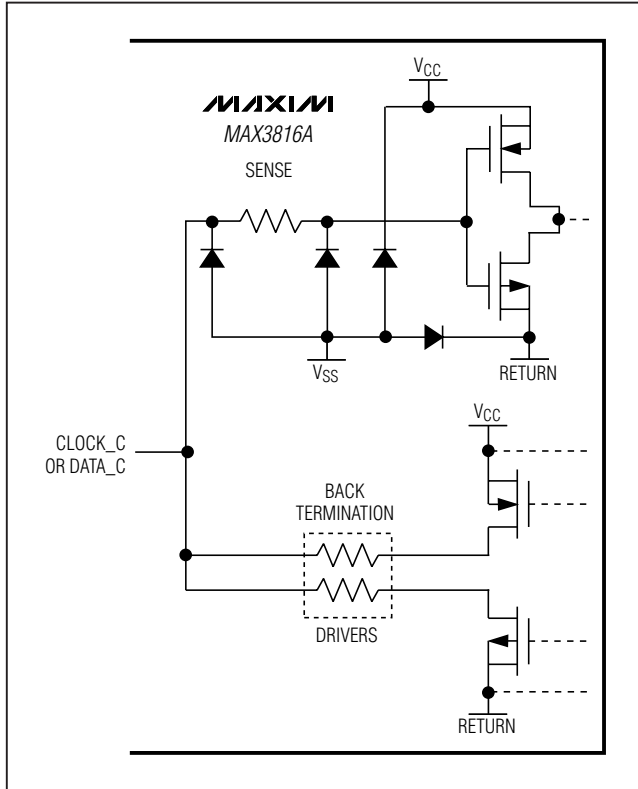 VCC
MAXIM
MAX3816A
SENSE
VSS
RETURN
VCC
CLOCK_C
OR DATA_C
BACK
TERMINATION
DRIVERS
RETURN